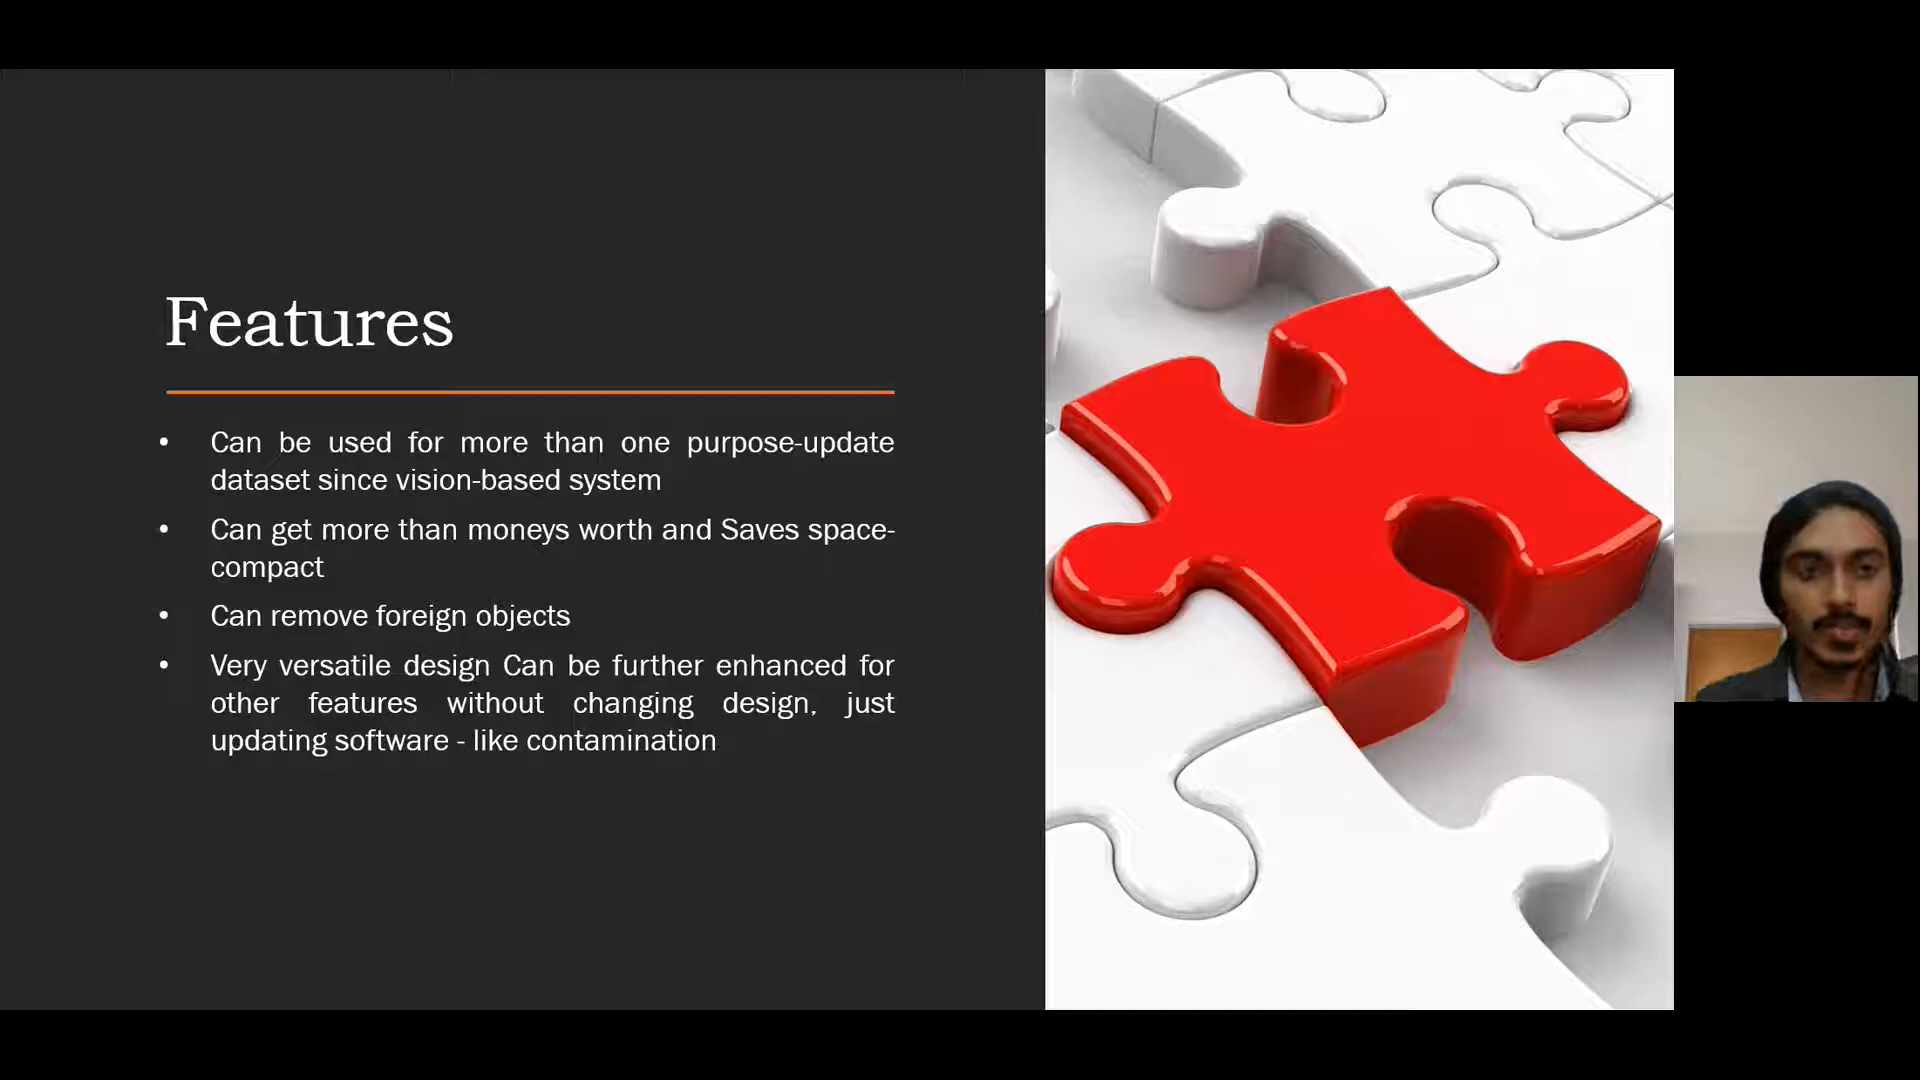 Features
• Can be used for more than one purpose-update
dataset since vision-based system
• Can get more than moneys worth and Saves space-
compact
• Can remove foreign objects
• Very versatile design Can be further enhanced for
other features without changing design, just
updating software - like contamination